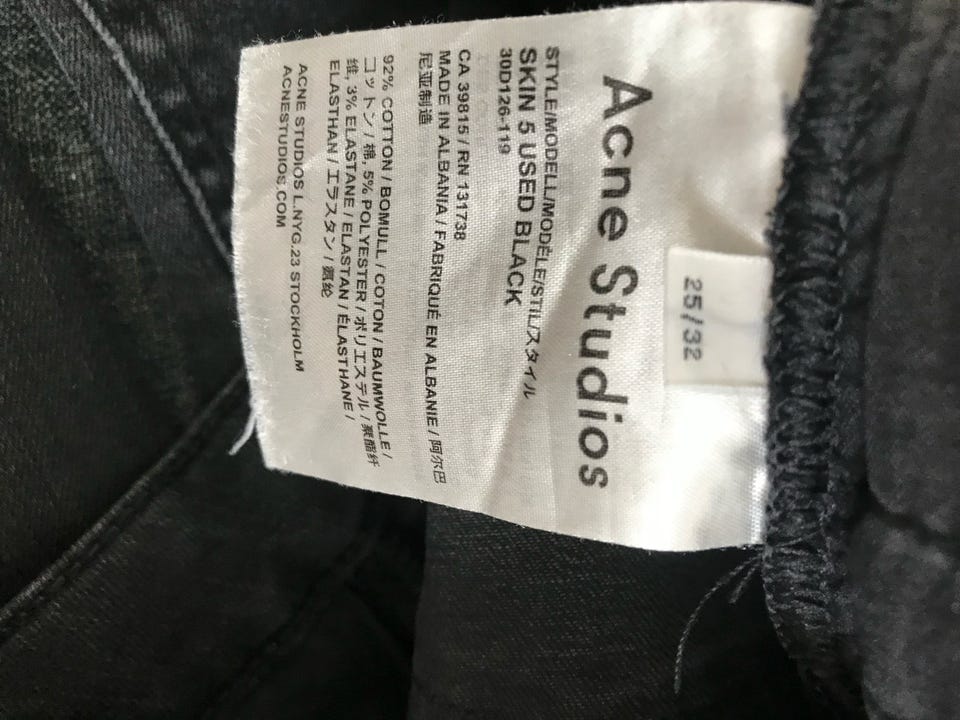 25/32
Acne Studios
STYLE/MODELL/MODÈLE/STIL/スタイル
SKIN 5 USED BLACK
30D126-119
CA 39815 / RN 131738
MADE IN ALBANIA / FABRIQUÉ EN ALBANIE / 阿尔巴
尼亚制造
92% COTTON / BOMULL / COTON / BAUMWOLLE /
コットン / 棉, 5% POLYESTER / ポリエステル / 聚酯纤
维, 3% ELASTANE / ELASTAN / ÉLASTHANE /
ELASTHAN / エラスタン / 氨纶
ACNE STUDIOS L.NYG.23 STOCKHOLM
ACNESTUDIOS.COM